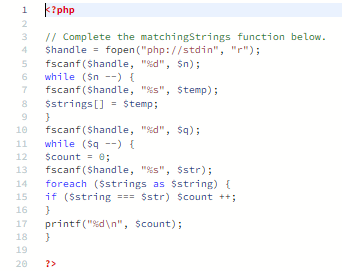 1 <?php
2
3 // Complete the matchingStrings function below.
4 $handle = fopen("php://stdin", "r");
5 fscanf($handle, "%d", $n);
6 while ($n --) {
7 fscanf($handle, "%s", $temp);
8 $strings[] = $temp;
9 }
10 fscanf($handle, "%d", $q);
11 while ($q --) {
12 $count = 0;
13 fscanf($handle, "%s", $str);
14 foreach ($strings as $string) {
15 if ($string === $str) $count ++;
16 }
17 printf("%d\n", $count);
18 }
19
20 ?>